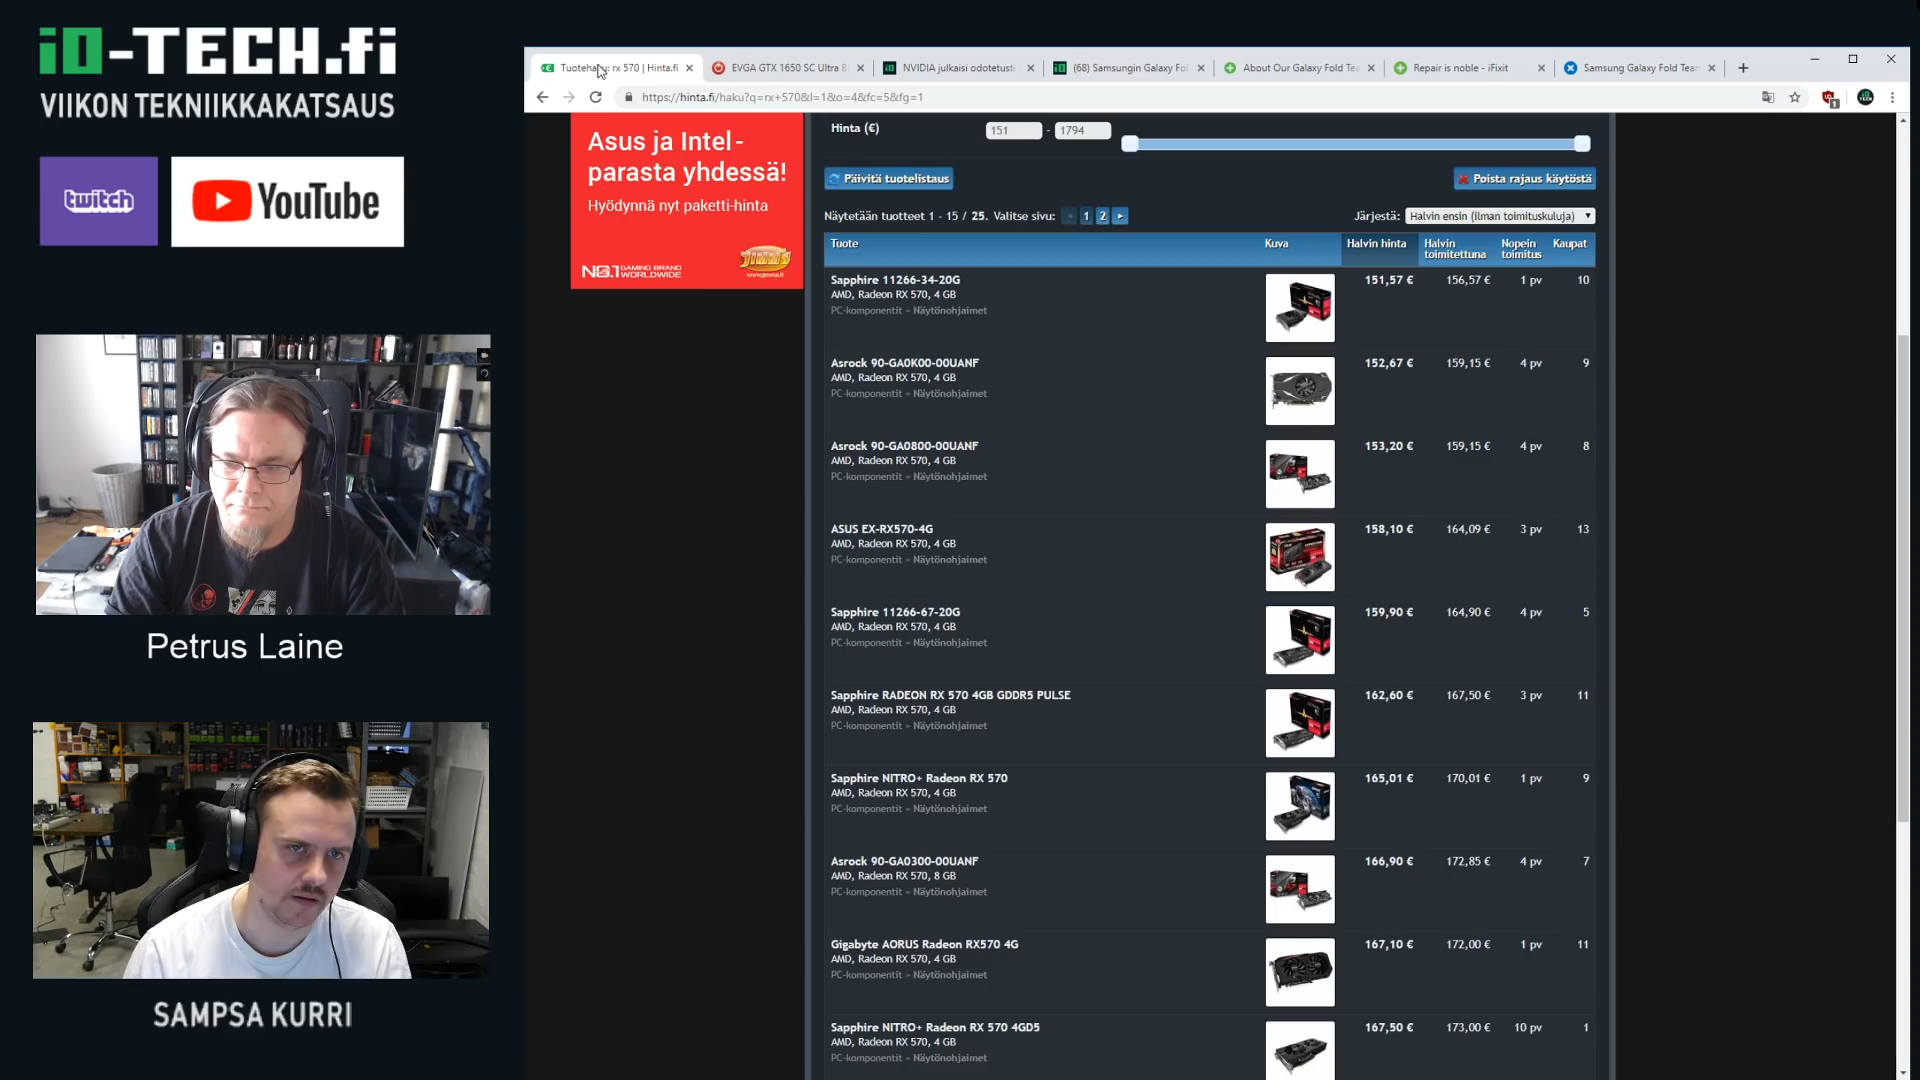 iO-TECH.fi
VIIKON TEKNIIKKAKATSAUS
twitch
YouTube
Petrus Laine
SAMPSA KURRI
Tuotehaku: rx 570 | Hinta.fi
EVGA GTX 1650 SC Ultra B
NVIDIA julkaisi odotetusti
(68) Samsungin Galaxy Fol
About Our Galaxy Fold Tea
Repair is noble - iFixit
Samsung Galaxy Fold Tear
https://hinta.fi/haku?q=rx+570&l=1&o=4&fc=5&fg=1
Asus ja Intel -
parasta yhdessä!
Hyödynnä nyt paketti-hinta
NO.1 GAMING BRAND WORLDWIDE
JIMMS
www.jimms.fi
Hinta (€)
151 - 1794
Päivitä tuotelistaus
Poista rajaus käytöstä
Näytetään tuotteet 1 - 15 / 25. Valitse sivu: 1 2
Järjestä: Halvin ensin (ilman toimituskuluja)
Tuote Kuva Halvin hinta Halvin toimitettuna Nopein toimitus Kaupat
Sapphire 11266-34-20G 151,57 € 156,57 € 1 pv 10
AMD, Radeon RX 570, 4 GB
PC-komponentit » Näytönohjaimet
Asrock 90-GA0K00-00UANF 152,67 € 159,15 € 4 pv 9
AMD, Radeon RX 570, 4 GB
PC-komponentit » Näytönohjaimet
Asrock 90-GA0800-00UANF 153,20 € 159,15 € 4 pv 8
AMD, Radeon RX 570, 4 GB
PC-komponentit » Näytönohjaimet
ASUS EX-RX570-4G 158,10 € 164,09 € 3 pv 13
AMD, Radeon RX 570, 4 GB
PC-komponentit » Näytönohjaimet
Sapphire 11266-67-20G 159,90 € 164,90 € 4 pv 5
AMD, Radeon RX 570, 4 GB
PC-komponentit » Näytönohjaimet
Sapphire RADEON RX 570 4GB GDDR5 PULSE 162,60 € 167,50 € 3 pv 11
AMD, Radeon RX 570, 4 GB
PC-komponentit » Näytönohjaimet
Sapphire NITRO+ Radeon RX 570 165,01 € 170,01 € 1 pv 9
AMD, Radeon RX 570, 4 GB
PC-komponentit » Näytönohjaimet
Asrock 90-GA0300-00UANF 166,90 € 172,85 € 4 pv 7
AMD, Radeon RX 570, 8 GB
PC-komponentit » Näytönohjaimet
Gigabyte AORUS Radeon RX570 4G 167,10 € 172,00 € 1 pv 11
AMD, Radeon RX 570, 4 GB
PC-komponentit » Näytönohjaimet
Sapphire NITRO+ Radeon RX 570 4GD5 167,50 € 173,00 € 10 pv 1
AMD, Radeon RX 570, 4 GB
PC-komponentit » Näytönohjaimet